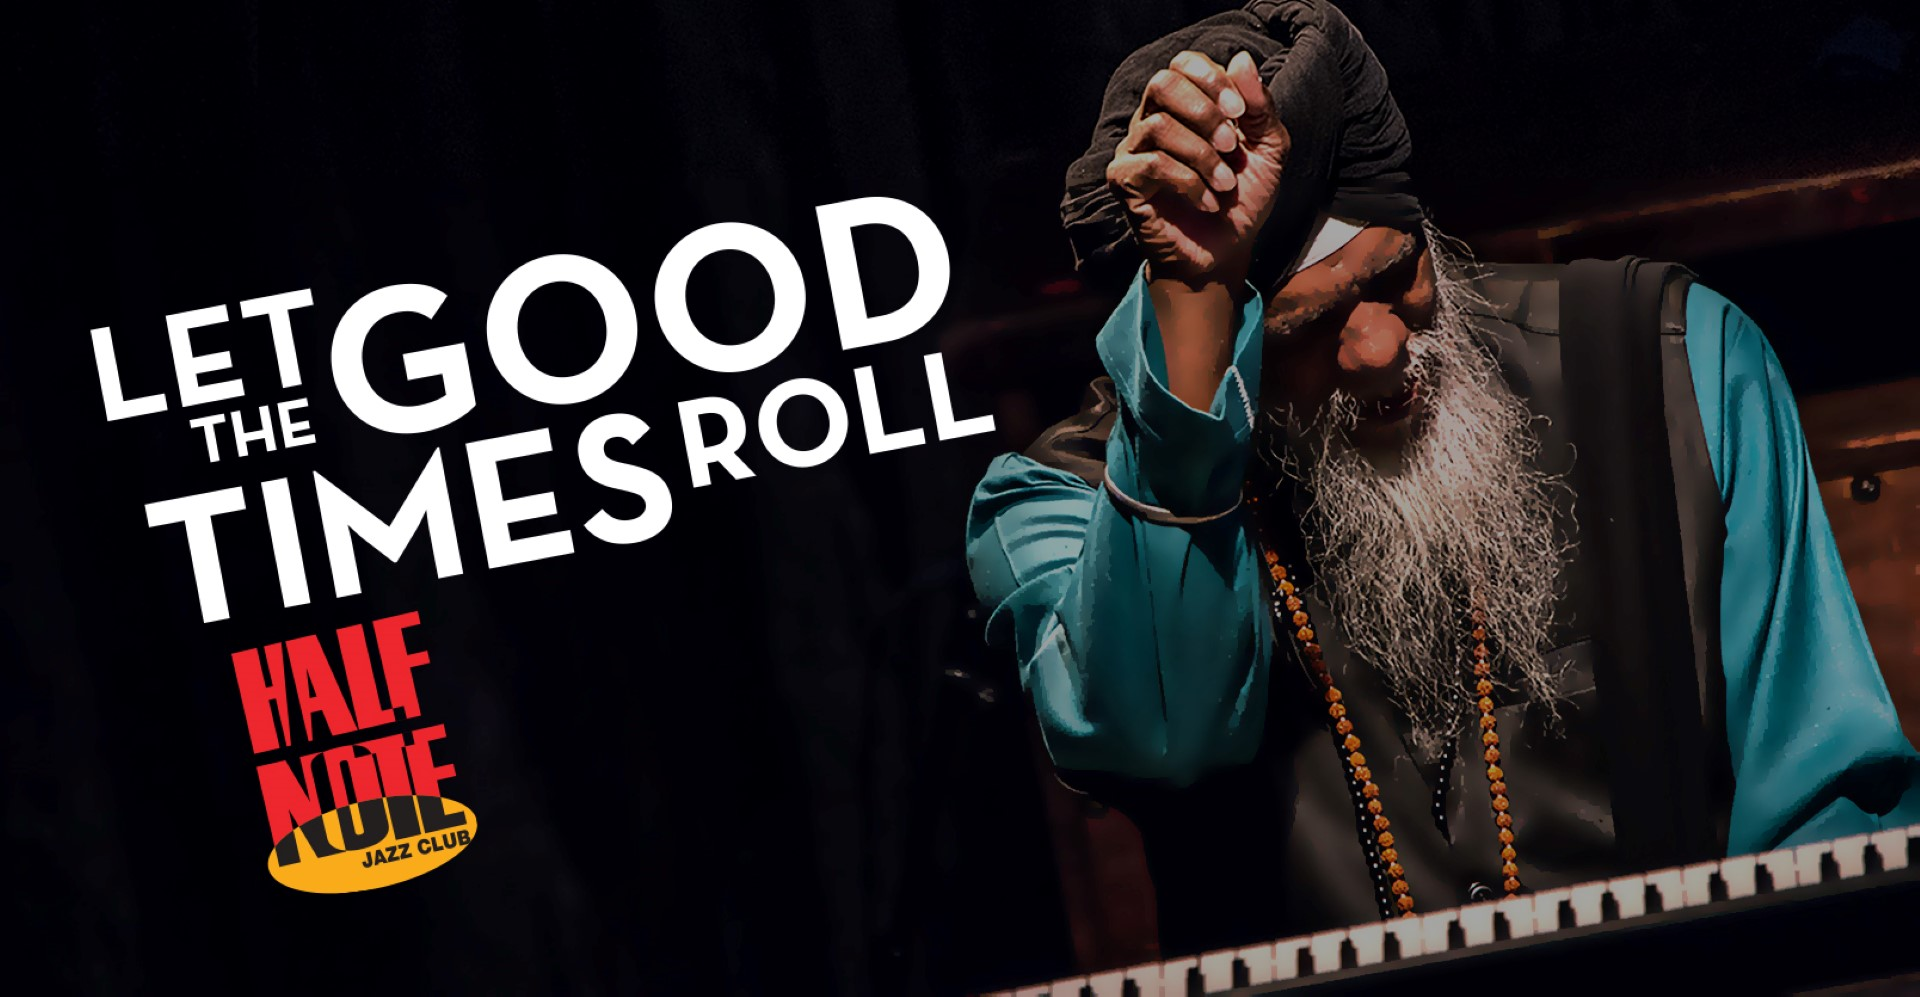 LET GOOD
THE
TIMES ROLL
HALF
NOTE
JAZZ CLUB